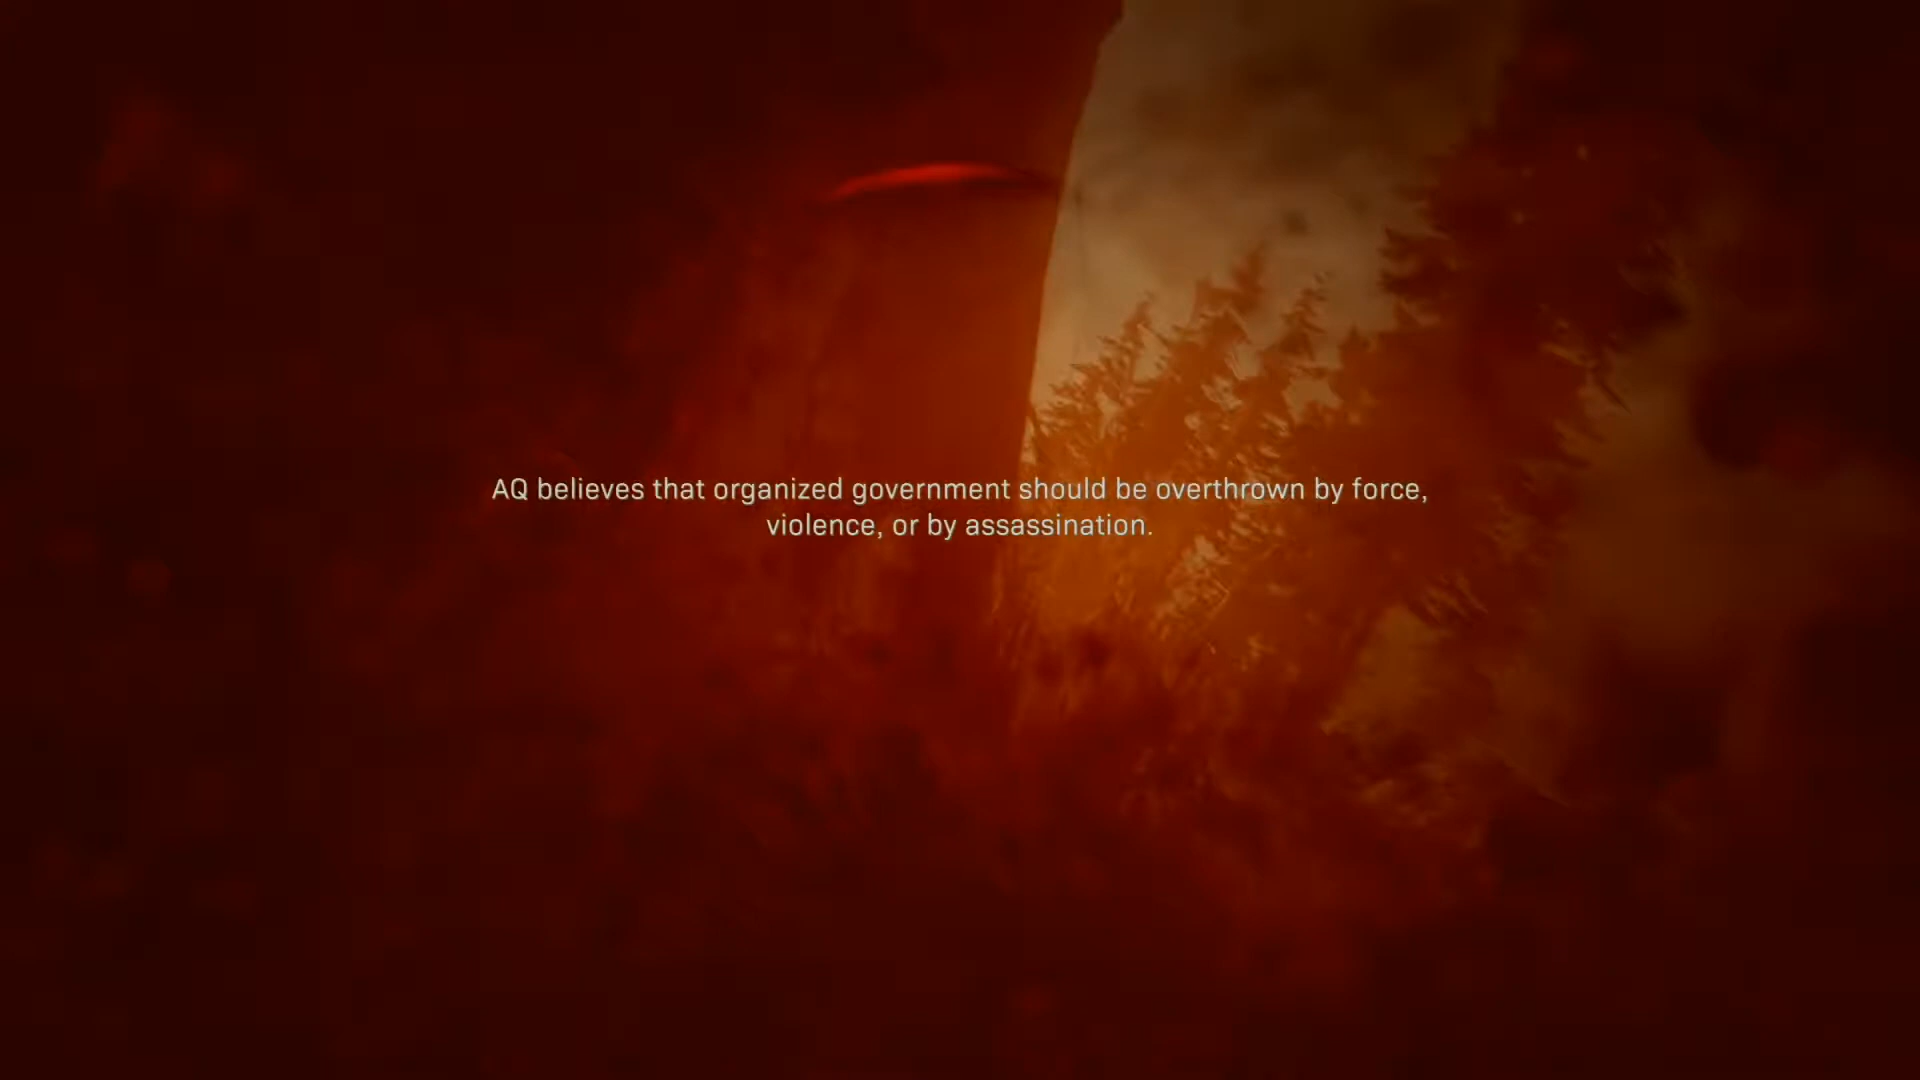 AQ believes that organized government should be overthrown by force,
violence, or by assassination.